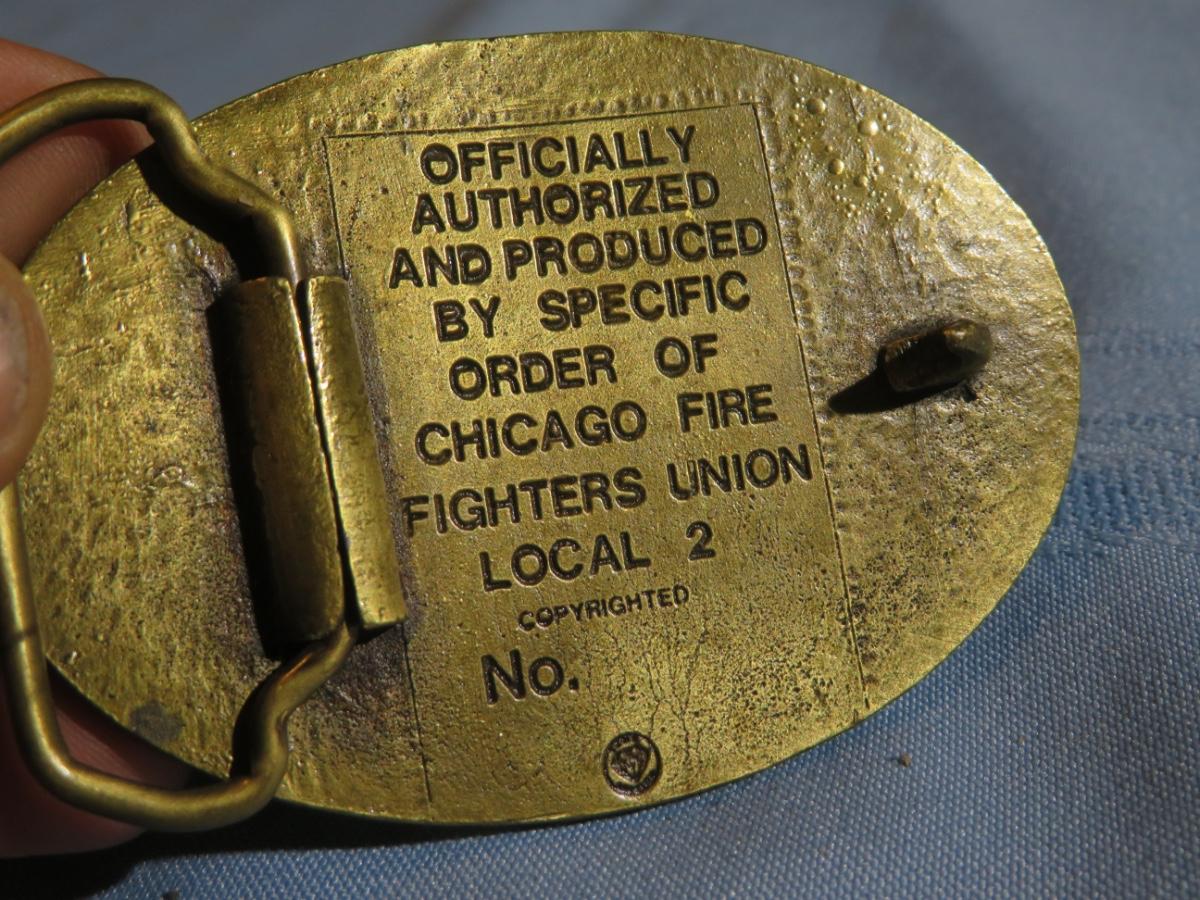 OFFICIALLY
AUTHORIZED
AND PRODUCED
BY SPECIFIC
ORDER OF
CHICAGO FIRE
FIGHTERS UNION
LOCAL 2
COPYRIGHTED
No.